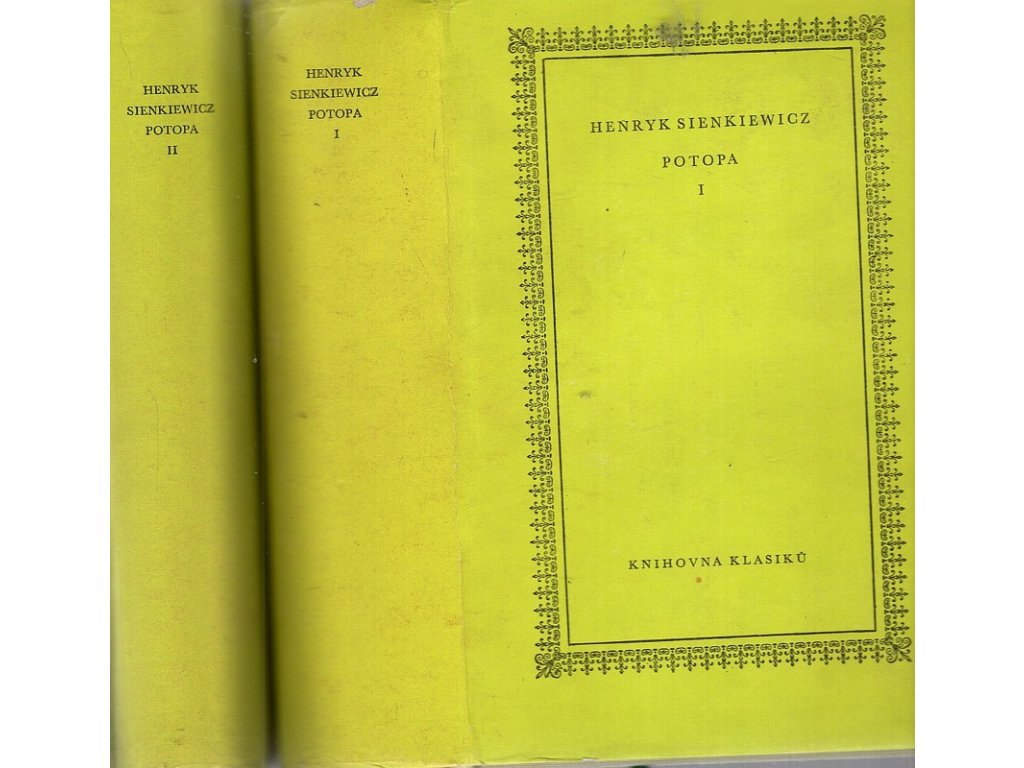 HENRYK
SIENKIEWICZ
POTOPA
II
HENRYK
SIENKIEWICZ
POTOPA
I
HENRYK SIENKIEWICZ
POTOPA
I
KNIHOVNA KLASIKŮ